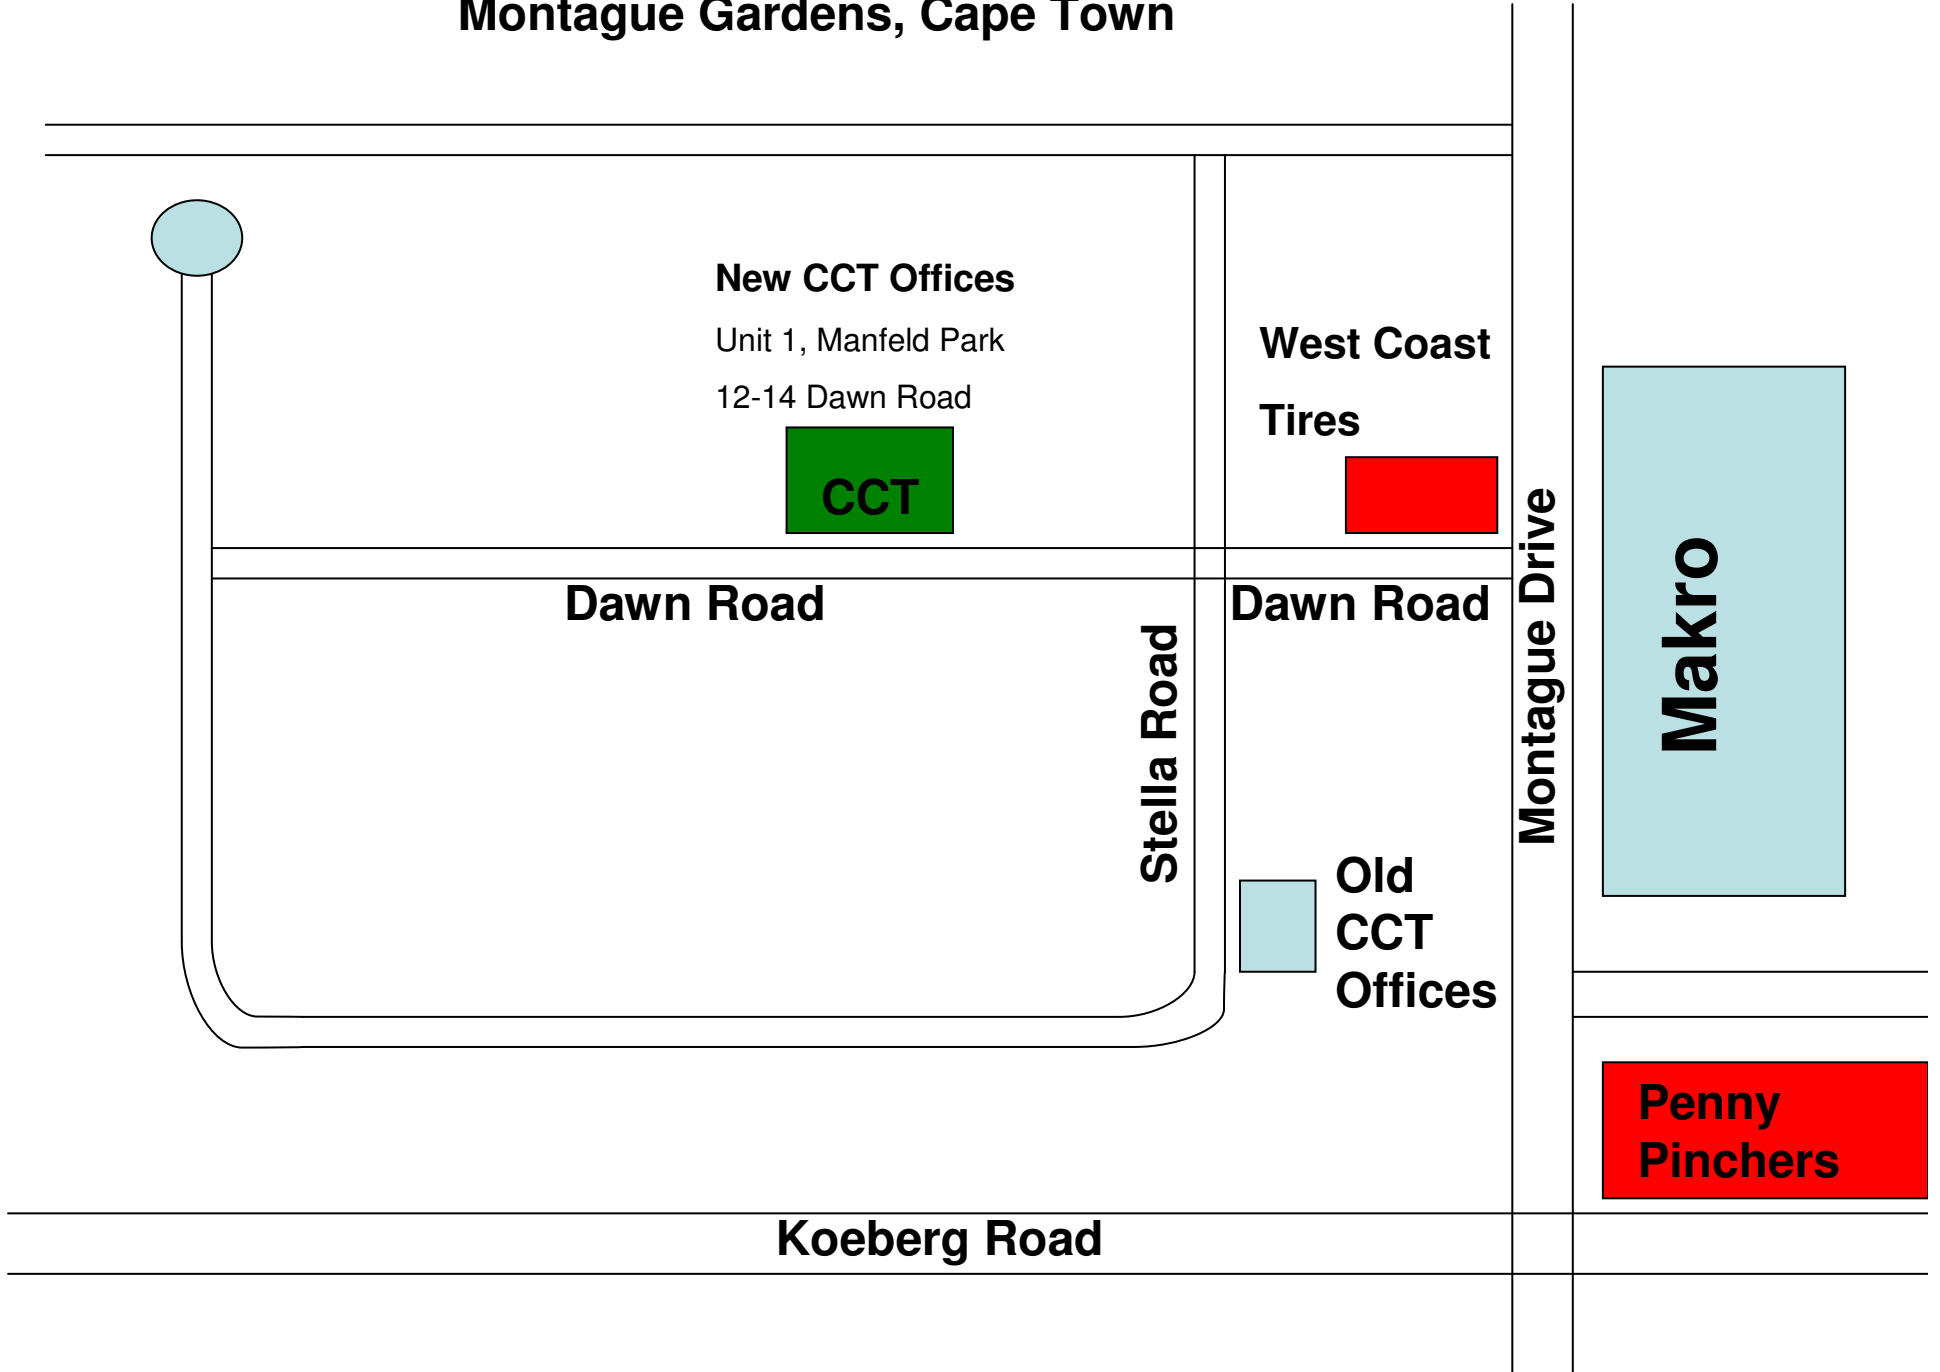 Montague Gardens, Cape Town
New CCT Offices
Unit 1, Manfeld Park
12-14 Dawn Road
CCT
West Coast
Tires
Dawn Road
Dawn Road
Stella Road
Montague Drive
Makro
Old
CCT
Offices
Penny
Pinchers
Koeberg Road